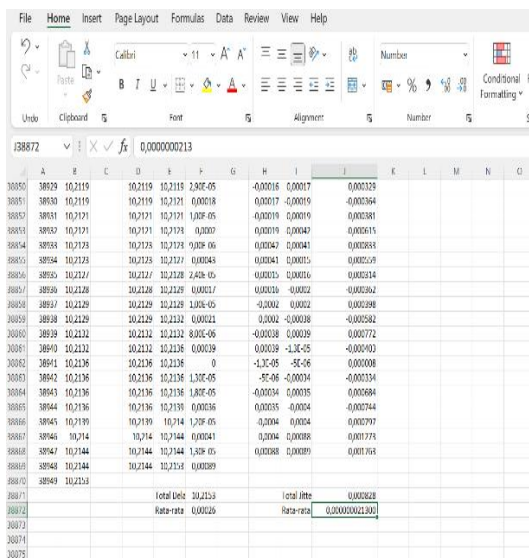 File Home Insert Page Layout Formulas Data Review View Help
Calibri 11 A^ A˅ ab Number
Paste B I U A % 9 Conditional
Formatting
Undo Clipboard Font Alignment Number
J38872 fx 0,0000000213
A B C D E F G H I J K L M N O
38850 38929 10,2119 10,2119 10,2119 2,90E-05 -0,00016 0,00017 0,000329
38851 38930 10,2119 10,2119 10,2121 0,00018 0,00017 -0,00019 -0,000364
38852 38931 10,2121 10,2121 10,2121 1,00E-05 -0,00019 0,00019 0,000381
38853 38932 10,2121 10,2121 10,2123 0,0002 0,00019 0,00042 -0,000615
38854 38933 10,2123 10,2123 10,2123 9,00E-06 0,00042 0,00041 0,000833
38855 38934 10,2123 10,2123 10,2127 0,00043 0,00041 0,00015 -0,000559
38856 38935 10,2127 10,2127 10,2128 2,40E-05 -0,00015 0,00016 0,000314
38857 38936 10,2128 10,2128 10,2129 0,00017 0,00016 -0,0002 -0,000362
38858 38937 10,2129 10,2129 10,2129 1,00E-05 -0,0002 0,0002 0,000398
38859 38938 10,2129 10,2129 10,2132 0,00021 0,0002 -0,00038 -0,000582
38860 38939 10,2132 10,2132 10,2132 8,00E-06 -0,00038 0,00039 0,000772
38861 38940 10,2132 10,2132 10,2136 0,00039 0,00039 -1,3E-05 -0,000403
38862 38941 10,2136 10,2136 10,2136 0 -1,3E-05 -5E-06 0,000008
38863 38942 10,2136 10,2136 10,2136 1,30E-05 -5E-06 -0,00034 -0,000334
38864 38943 10,2136 10,2136 10,2136 1,80E-05 -0,00034 0,00035 0,000684
38865 38944 10,2136 10,2136 10,2139 0,00036 0,00035 -0,0004 -0,000744
38866 38945 10,2139 10,2139 10,214 1,20E-05 -0,0004 0,0004 0,000797
38867 38946 10,214 10,214 10,2144 0,00041 0,0004 0,00088 0,001273
38868 38947 10,2144 10,2144 10,2144 1,30E-05 0,00088 0,00089 0,001763
38869 38948 10,2144 10,2144 10,2153 0,00089
38870 38949 10,2153
38871 Total Dela 10,2153 Total Jitte 0,000828
38872 Rata-rata 0,00026 Rata-rata 0,000000021300
38873
38874
38875